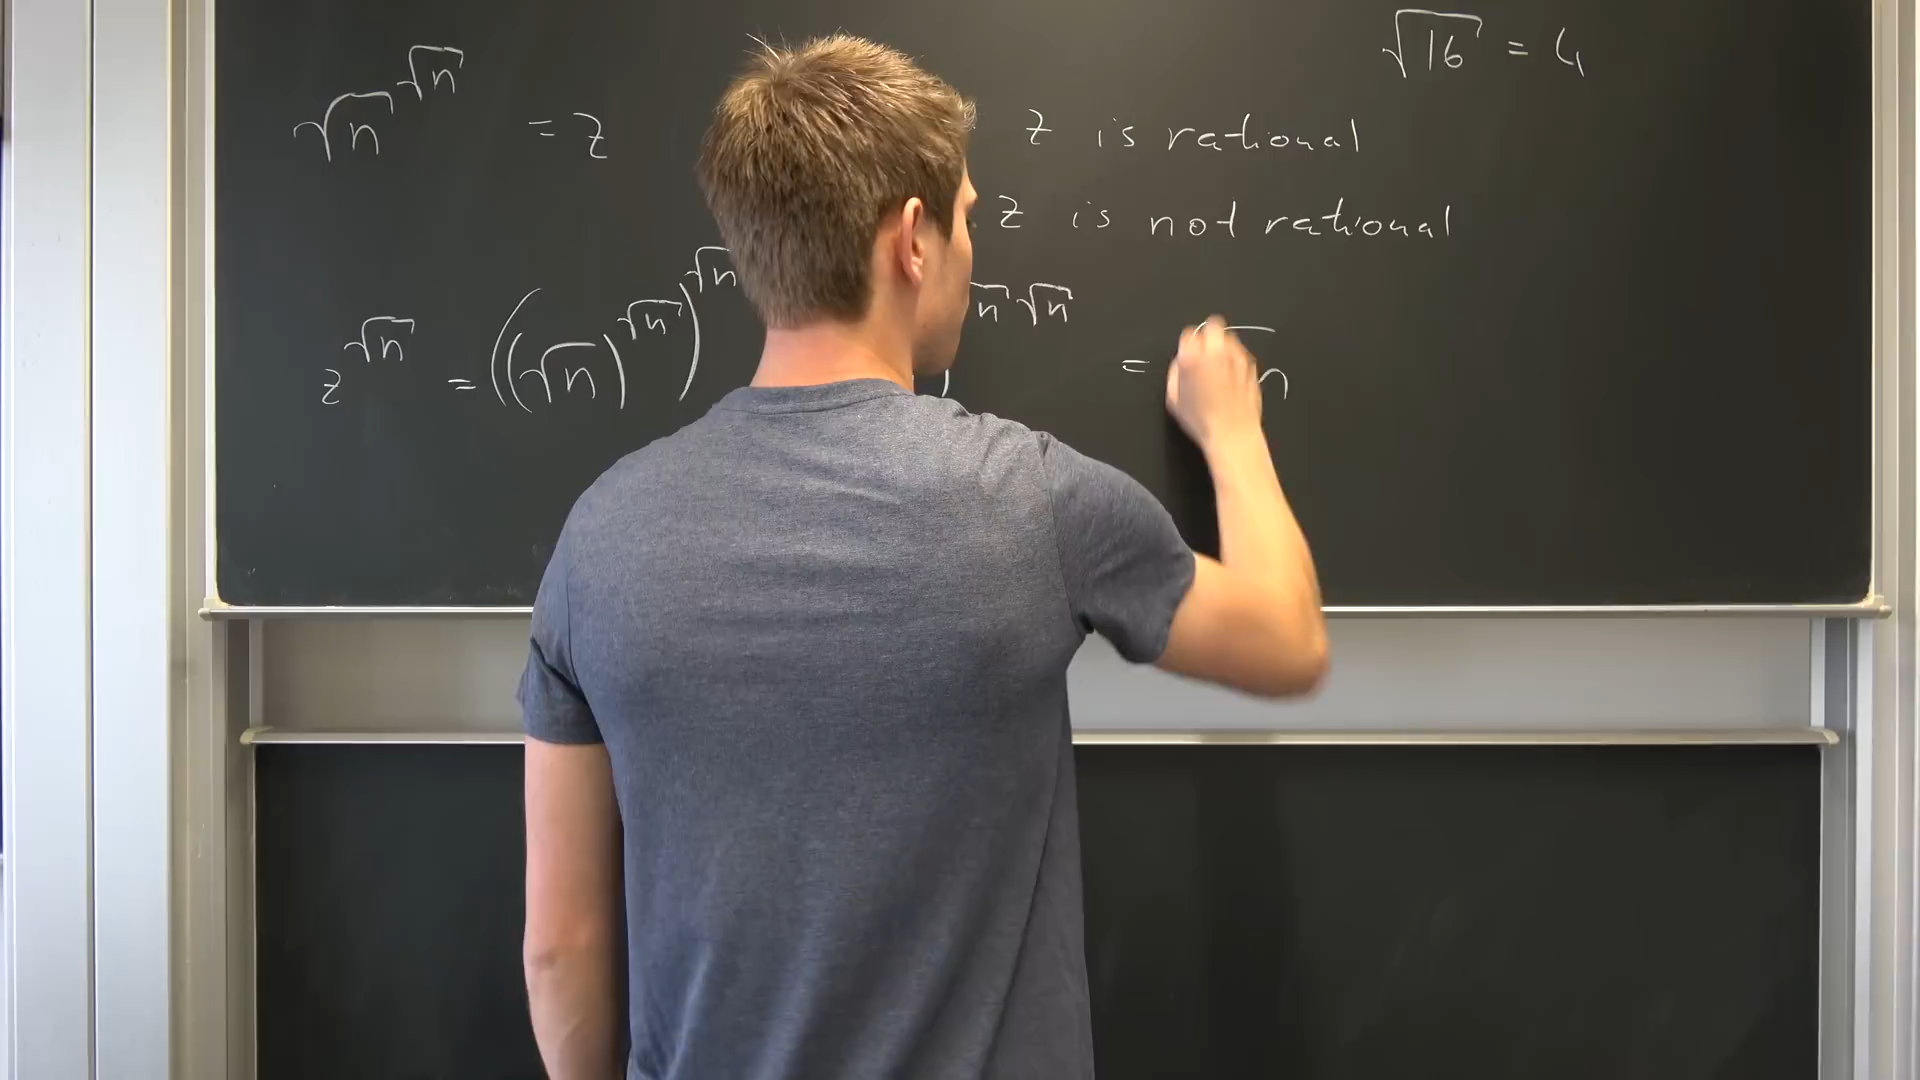 √16 = 4
√n^√n = z
z is rational
z is not rational
z^√n = ((√n)^√n)^√n √n √n = n